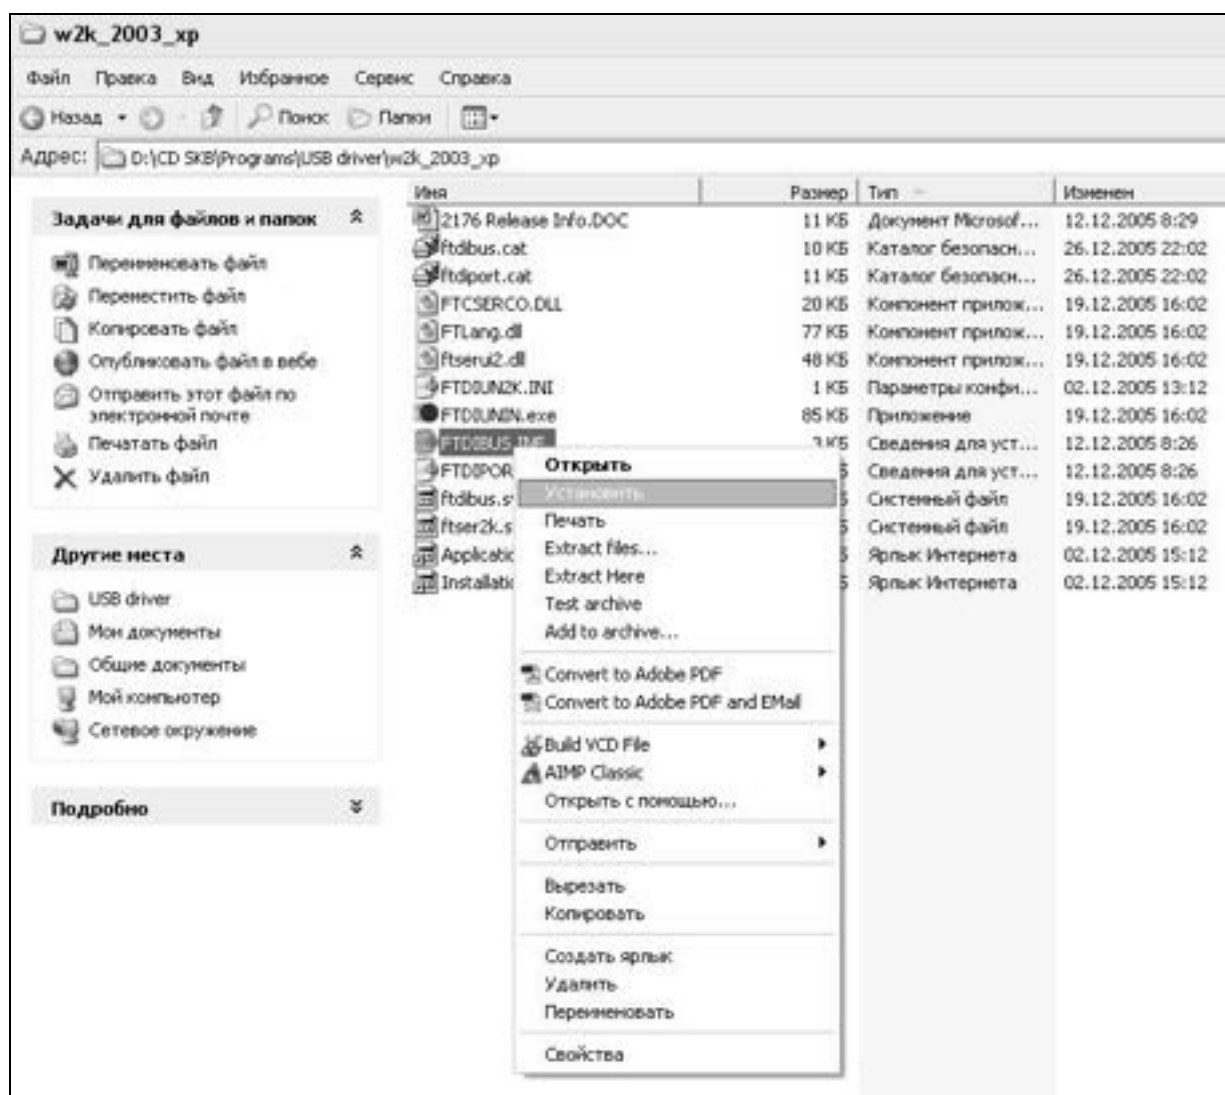 w2k_2003_xp
Файл Правка Вид Избранное Сервис Справка
Назад Поиск Папки
Адрес: D:\CD SKB\Programs\USB driver\w2k_2003_xp
Имя Размер Тип Изменен
Задачи для файлов и папок
Переименовать файл
Переместить файл
Копировать файл
Опубликовать файл в вебе
Отправить этот файл по
электронной почте
Печатать файл
Удалить файл
Другие места
USB driver
Мои документы
Общие документы
Мой компьютер
Сетевое окружение
Подробно
2176 Release Info.DOC 11 КБ Документ Microsof... 12.12.2005 8:29
ftdibus.cat 10 КБ Каталог безопасн... 26.12.2005 22:02
ftdiport.cat 11 КБ Каталог безопасн... 26.12.2005 22:02
FTCSERCO.DLL 20 КБ Компонент прилож... 19.12.2005 16:02
FTLang.dll 77 КБ Компонент прилож... 19.12.2005 16:02
ftserui2.dll 48 КБ Компонент прилож... 19.12.2005 16:02
FTDIUN2K.INI 1 КБ Параметры конфи... 02.12.2005 13:12
FTDIUNIN.exe 85 КБ Приложение 19.12.2005 16:02
FTDIBUS.INF 3 КБ Сведения для уст... 12.12.2005 8:26
FTDIPOR Сведения для уст... 12.12.2005 8:26
ftdibus.s Системный файл 19.12.2005 16:02
ftser2k.s Системный файл 19.12.2005 16:02
Applicatio Ярлык Интернета 02.12.2005 15:12
Installatio Ярлык Интернета 02.12.2005 15:12
Открыть
Установить
Печать
Extract files...
Extract Here
Test archive
Add to archive...
Convert to Adobe PDF
Convert to Adobe PDF and EMail
Build VCD File
AIMP Classic
Открыть с помощью...
Отправить
Вырезать
Копировать
Создать ярлык
Удалить
Переименовать
Свойства